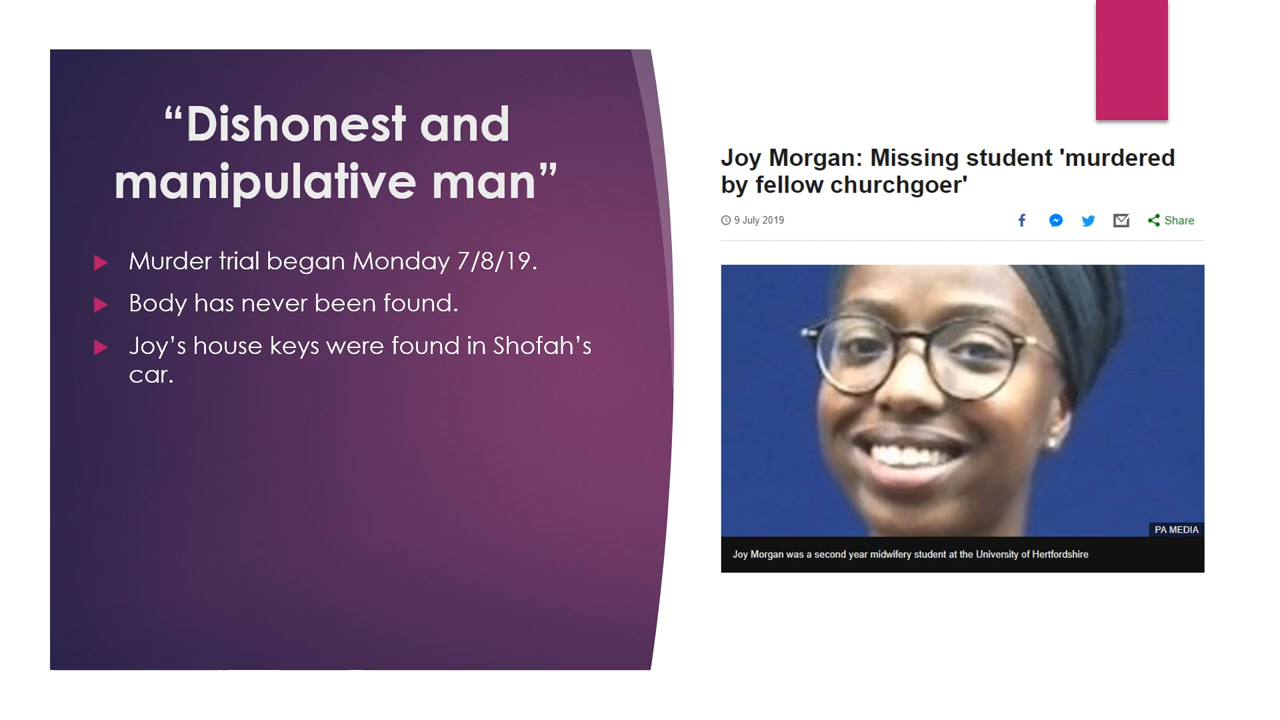 “Dishonest and
manipulative man”
Murder trial began Monday 7/8/19.
Body has never been found.
Joy’s house keys were found in Shofah’s
car.
Joy Morgan: Missing student 'murdered
by fellow churchgoer'
9 July 2019
Share
PA MEDIA
Joy Morgan was a second year midwifery student at the University of Hertfordshire